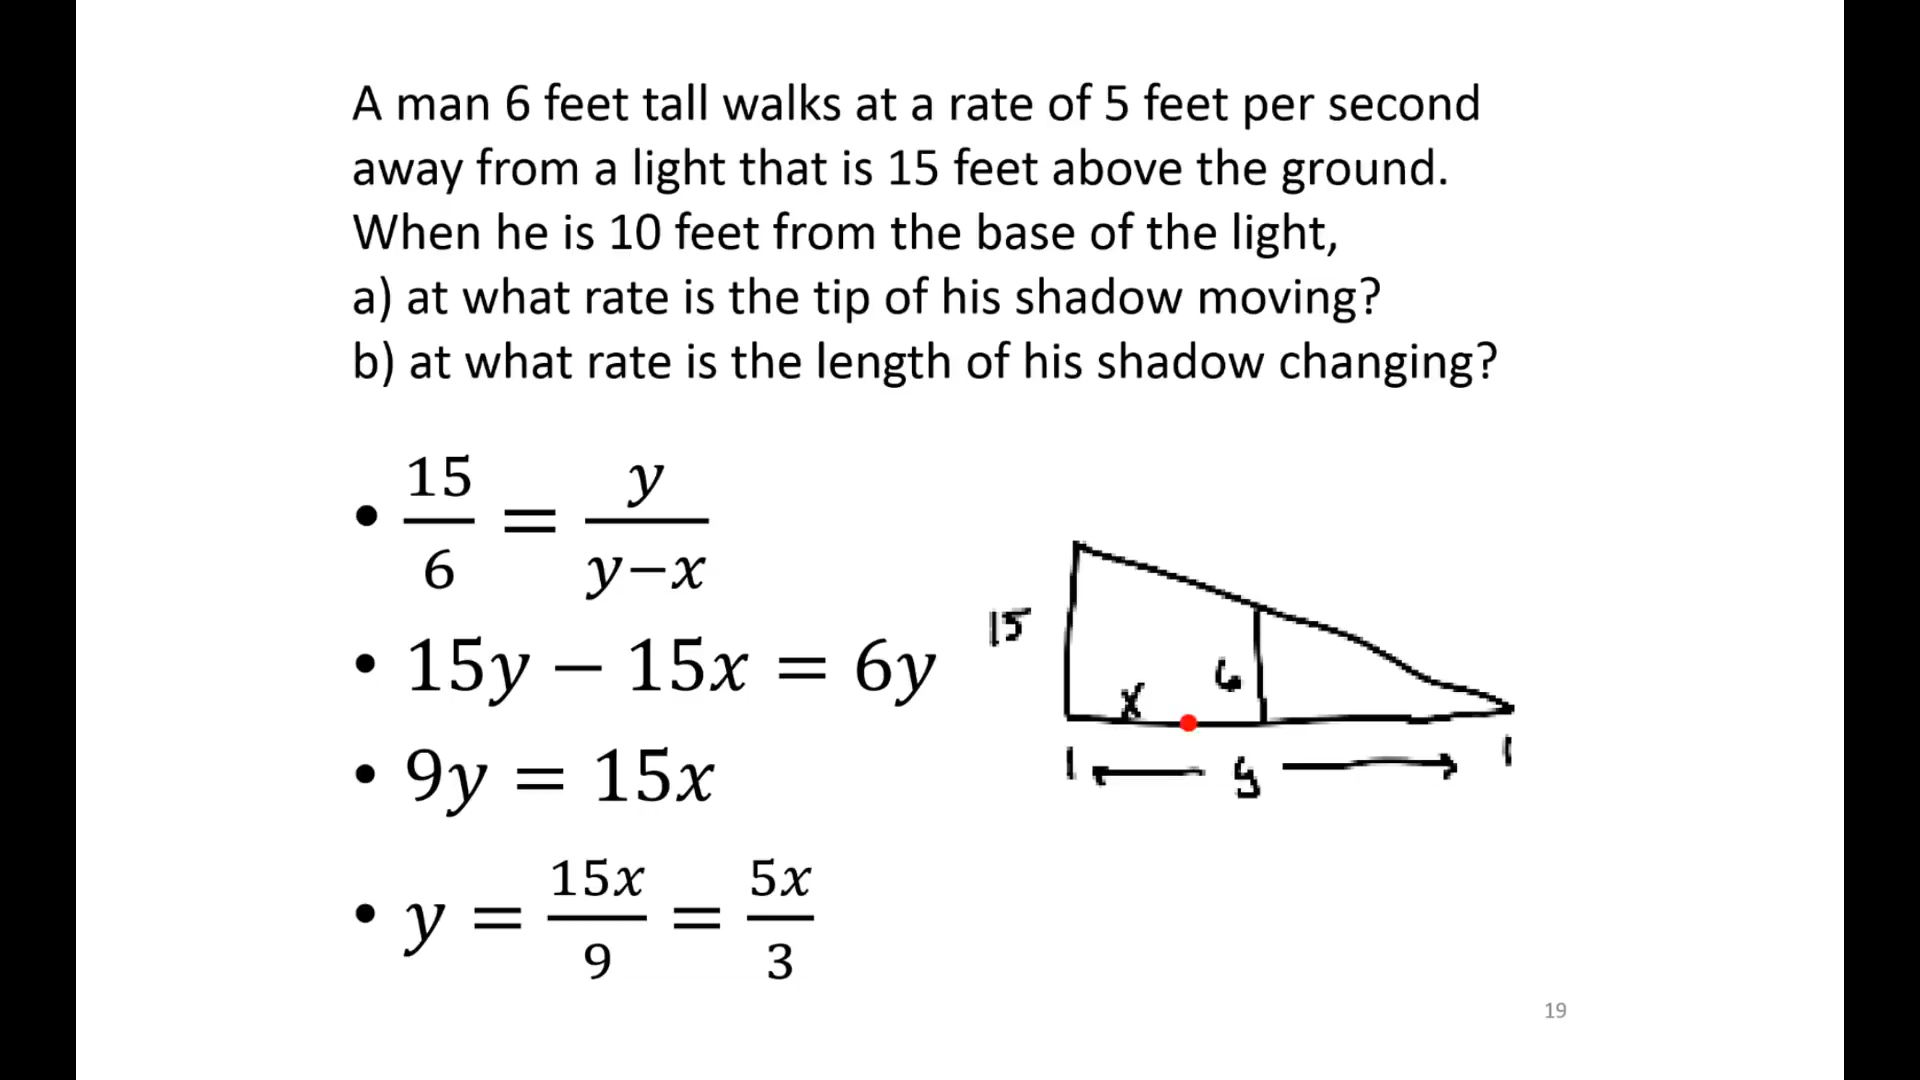 A man 6 feet tall walks at a rate of 5 feet per second
away from a light that is 15 feet above the ground.
When he is 10 feet from the base of the light,
a) at what rate is the tip of his shadow moving?
b) at what rate is the length of his shadow changing?
• 15/6 = y/(y−x)
• 15y − 15x = 6y
• 9y = 15x
• y = 15x/9 = 5x/3
15
6
x
y
19